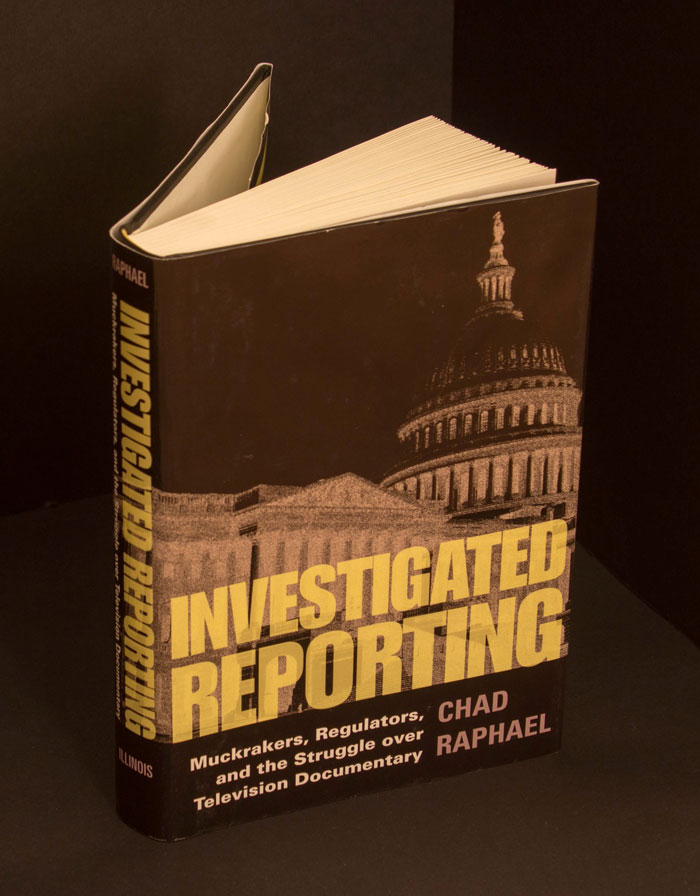 RAPHAEL
INVESTIGATED REPORTING
Muckrakers, Regulators, and the Struggle over Television Documentary
ILLINOIS
INVESTIGATED
REPORTING
Muckrakers, Regulators,
and the Struggle over
Television Documentary
CHAD
RAPHAEL